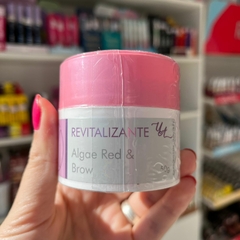 REVITALIZANTE
Algae Red &
Brow